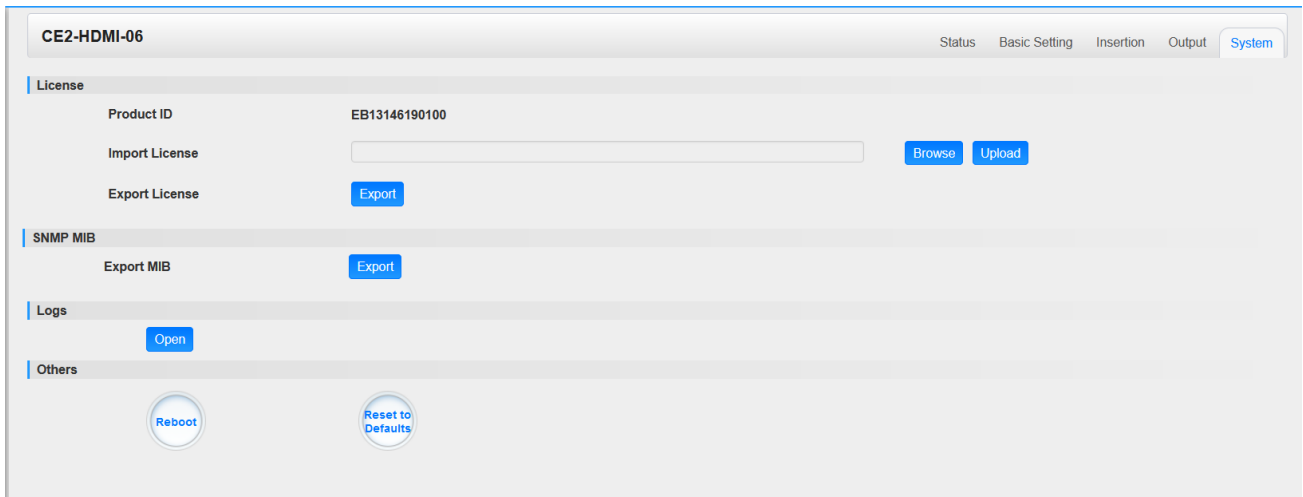 CE2-HDMI-06
Status Basic Setting Insertion Output System
License
Product ID EB13146190100
Import License Browse Upload
Export License Export
SNMP MIB
Export MIB Export
Logs
Open
Others
Reboot
Reset to
Defaults